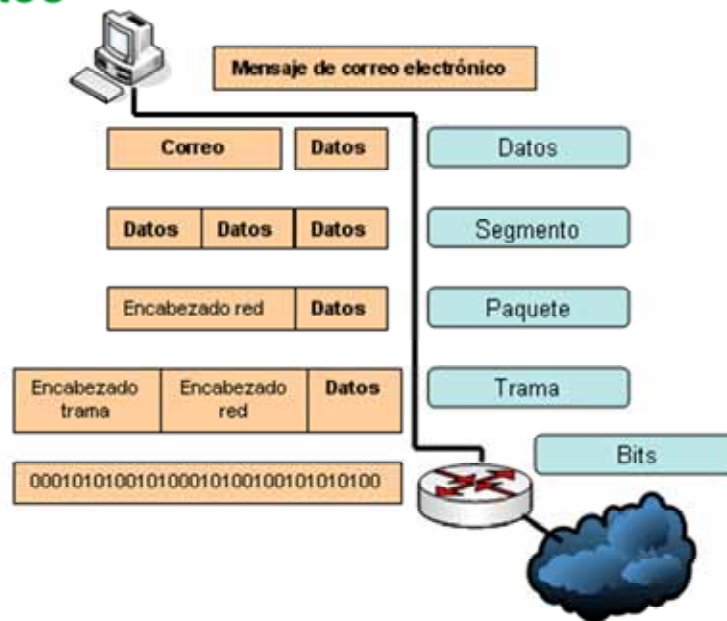 Mensaje de correo electrónico
Correo Datos Datos
Datos Datos Datos Segmento
Encabezado red Datos Paquete
Encabezado trama Encabezado red Datos Trama
Bits
00010101001010001010010010101010100